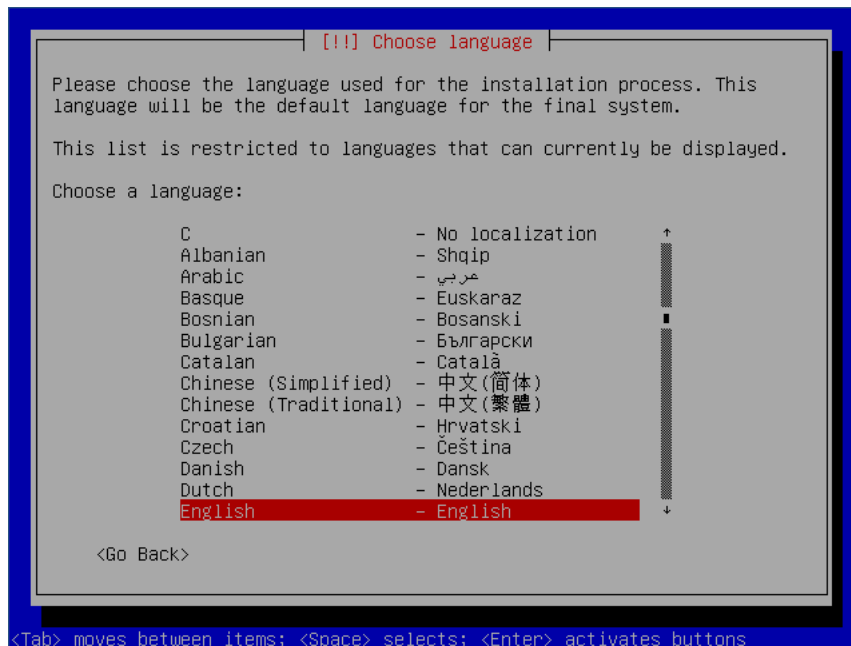 [!!] Choose language
Please choose the language used for the installation process. This
language will be the default language for the final system.
This list is restricted to languages that can currently be displayed.
Choose a language:
C - No localization
Albanian - Shqip
Arabic - عربي
Basque - Euskaraz
Bosnian - Bosanski
Bulgarian - Български
Catalan - Català
Chinese (Simplified) - 中文(简体)
Chinese (Traditional) - 中文(繁體)
Croatian - Hrvatski
Czech - Čeština
Danish - Dansk
Dutch - Nederlands
English - English
<Go Back>
<Tab> moves between items; <Space> selects; <Enter> activates buttons